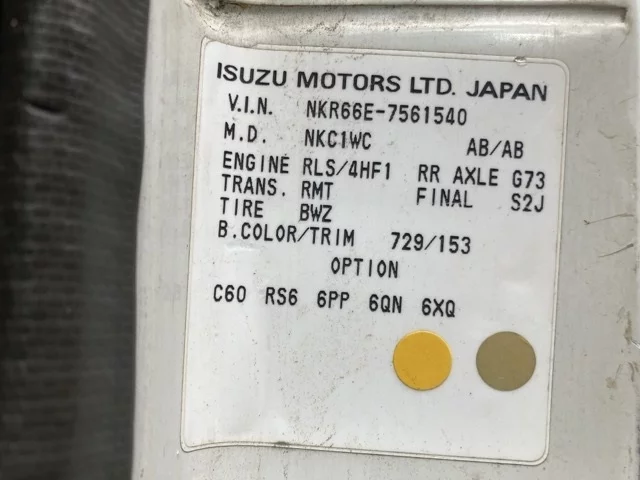 ISUZU MOTORS LTD. JAPAN
V.I.N. NKR66E-7561540
M.D. NKC1WC AB/AB
ENGINE RLS/4HF1 RR AXLE G73
TRANS. RMT FINAL S2J
TIRE BWZ
B.COLOR/TRIM 729/153
OPTION
C60 RS6 6PP 6QN 6XQ